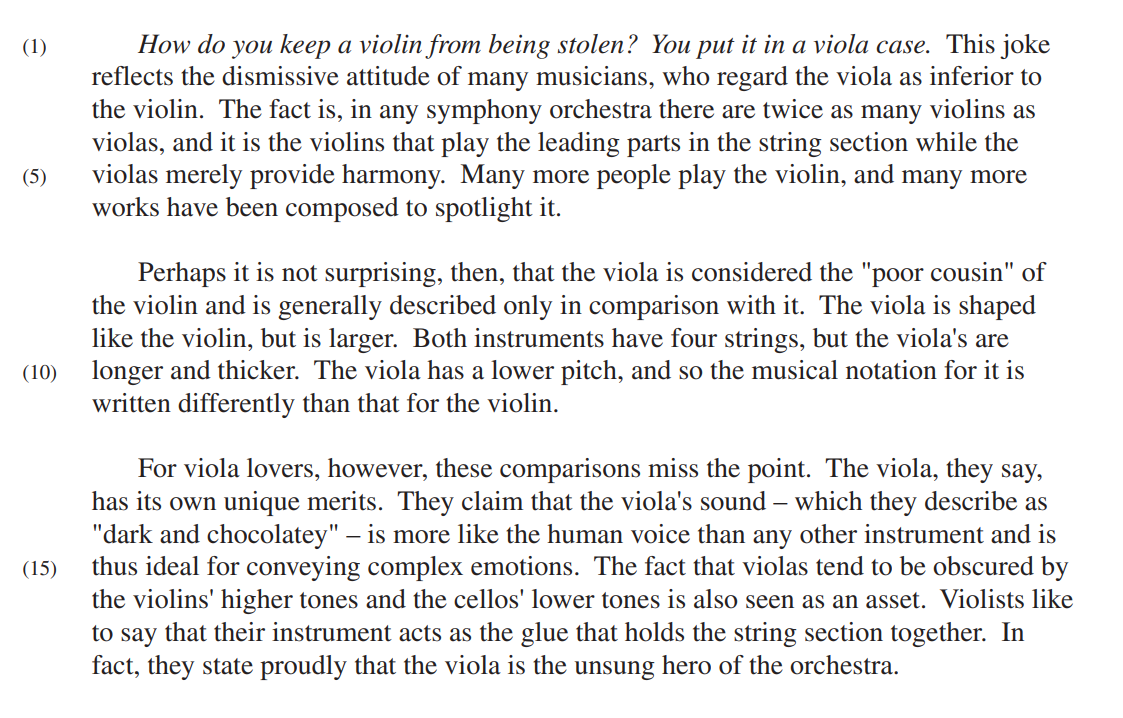 (1) How do you keep a violin from being stolen? You put it in a viola case. This joke
reflects the dismissive attitude of many musicians, who regard the viola as inferior to
the violin. The fact is, in any symphony orchestra there are twice as many violins as
violas, and it is the violins that play the leading parts in the string section while the
(5) violas merely provide harmony. Many more people play the violin, and many more
works have been composed to spotlight it.
Perhaps it is not surprising, then, that the viola is considered the "poor cousin" of
the violin and is generally described only in comparison with it. The viola is shaped
like the violin, but is larger. Both instruments have four strings, but the viola's are
(10) longer and thicker. The viola has a lower pitch, and so the musical notation for it is
written differently than that for the violin.
For viola lovers, however, these comparisons miss the point. The viola, they say,
has its own unique merits. They claim that the viola's sound – which they describe as
"dark and chocolatey" – is more like the human voice than any other instrument and is
(15) thus ideal for conveying complex emotions. The fact that violas tend to be obscured by
the violins' higher tones and the cellos' lower tones is also seen as an asset. Violists like
to say that their instrument acts as the glue that holds the string section together. In
fact, they state proudly that the viola is the unsung hero of the orchestra.